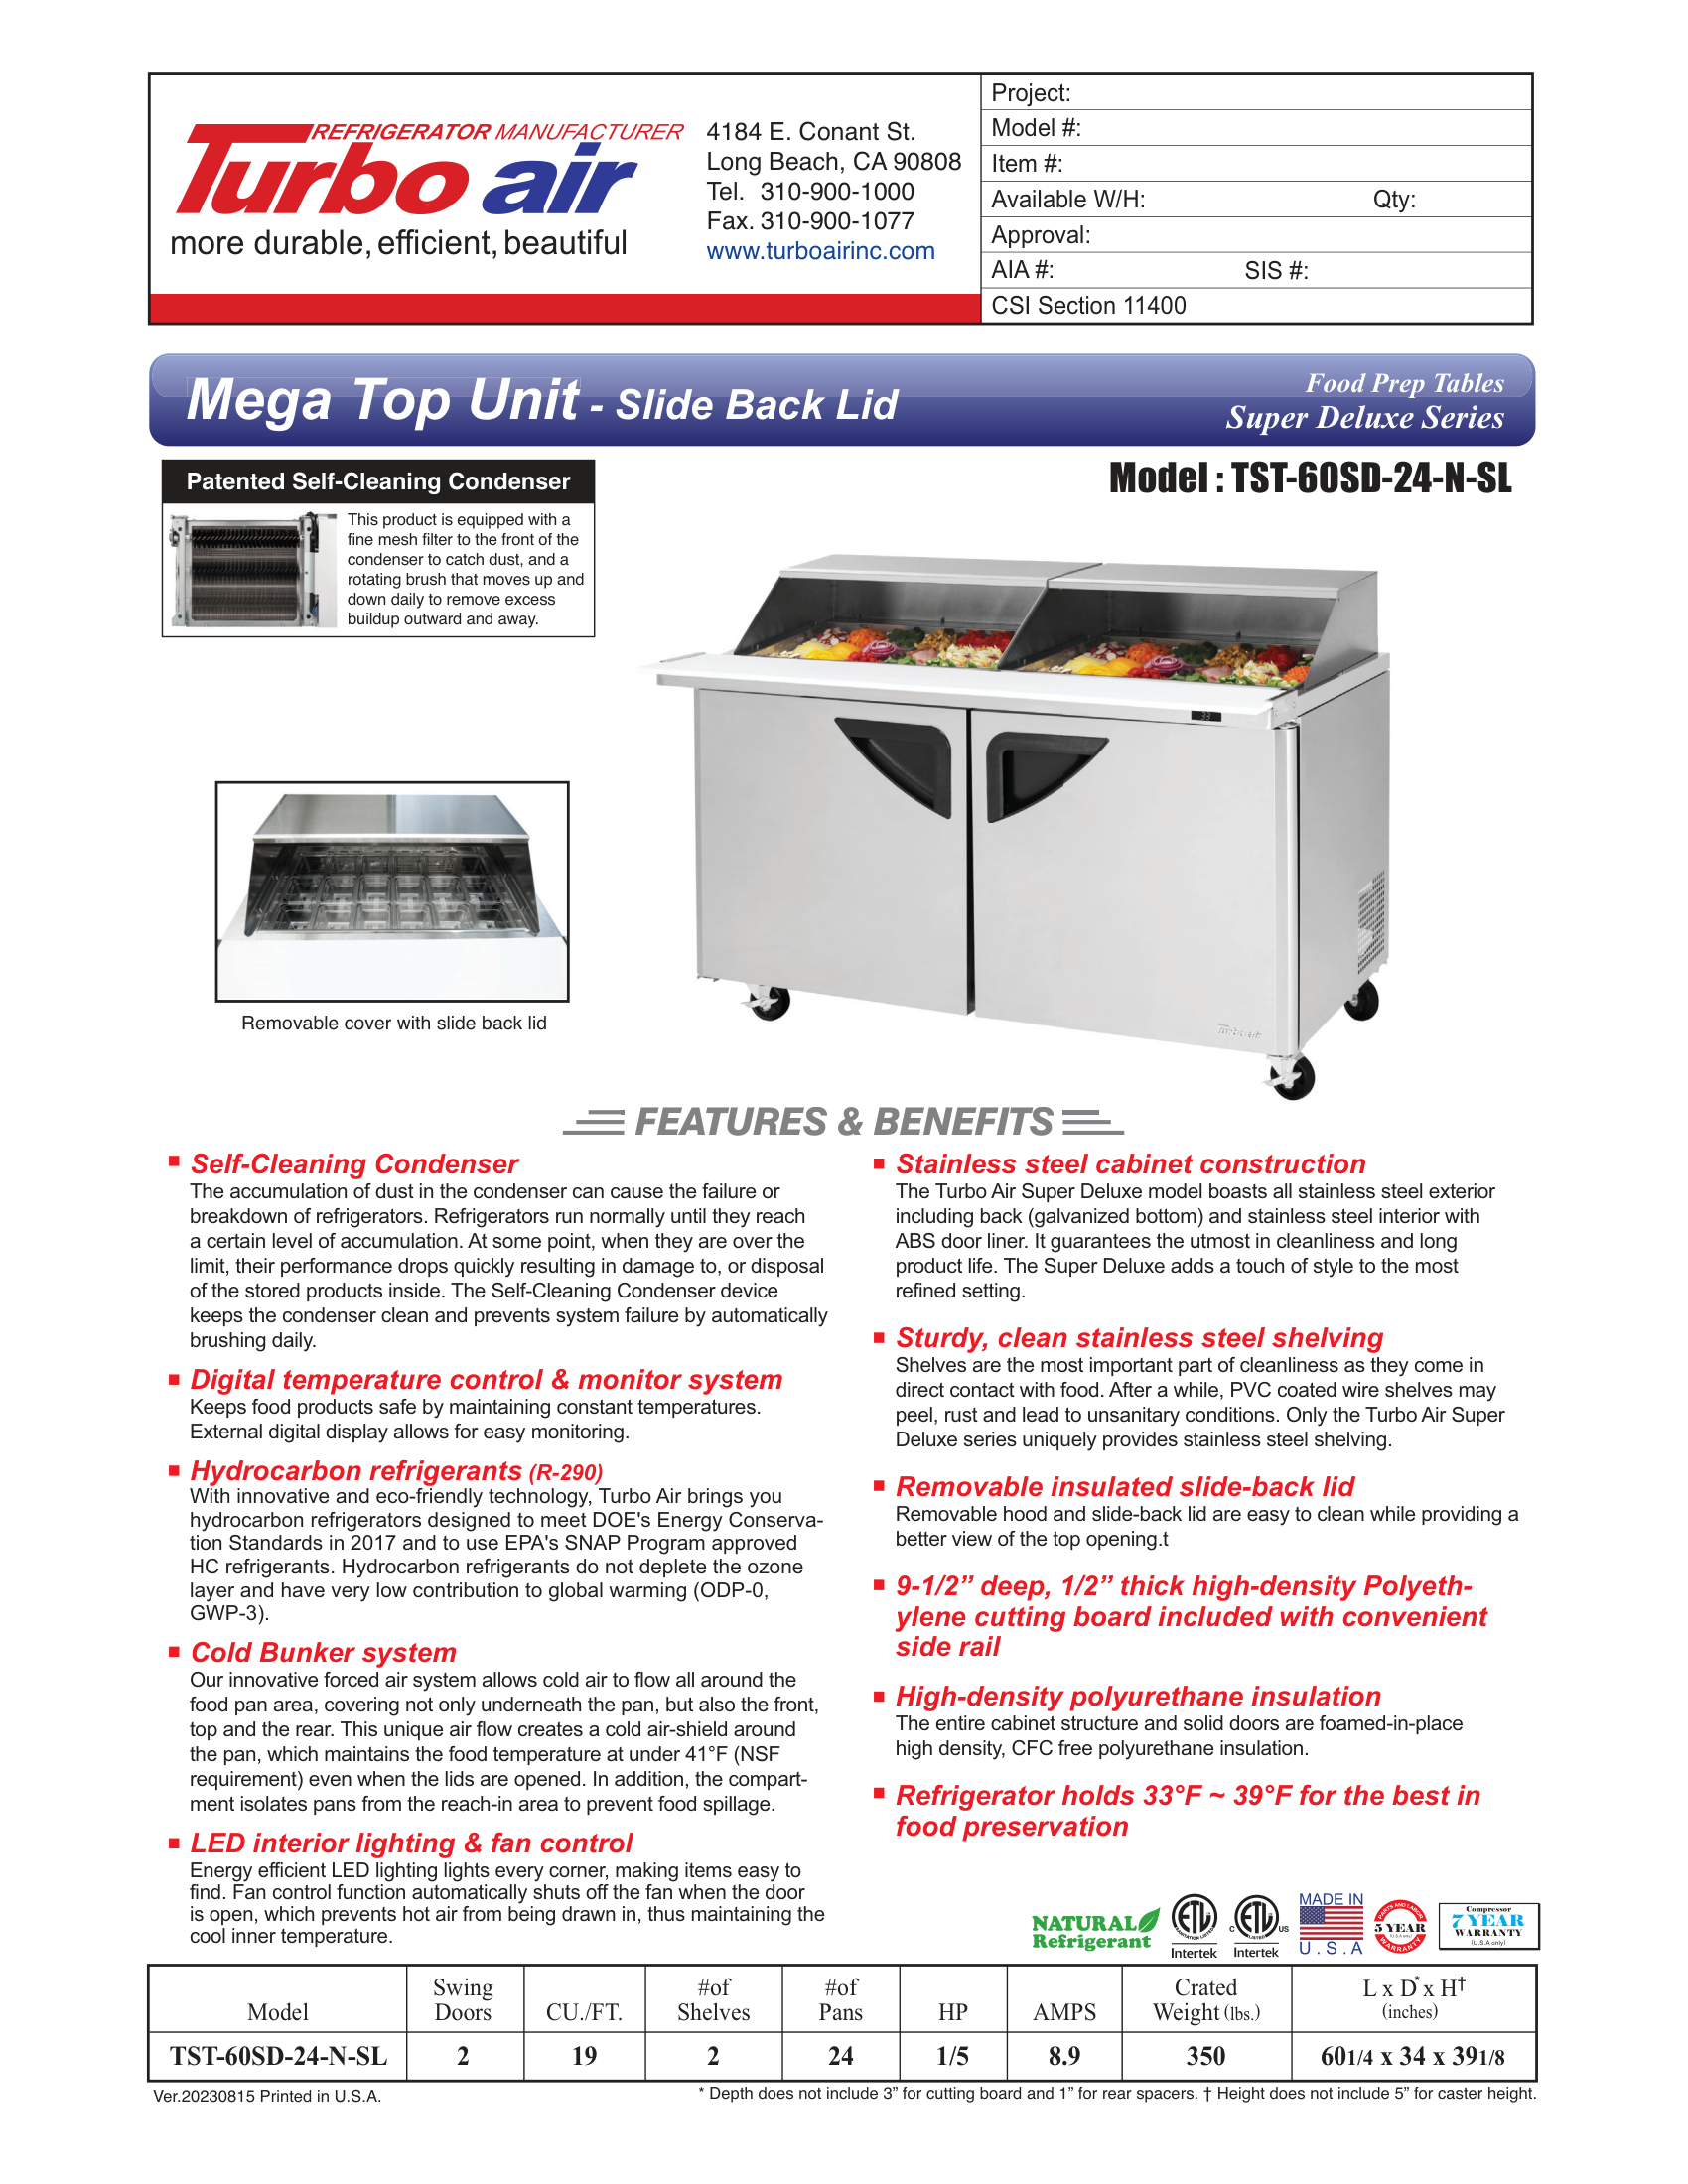 REFRIGERATOR MANUFACTURER
Turbo air
more durable, efficient, beautiful
4184 E. Conant St.
Long Beach, CA 90808
Tel. 310-900-1000
Fax. 310-900-1077
www.turboairinc.com
Project:
Model #:
Item #:
Available W/H: Qty:
Approval:
AIA #: SIS #:
CSI Section 11400
Mega Top Unit - Slide Back Lid
Food Prep Tables
Super Deluxe Series
Patented Self-Cleaning Condenser
This product is equipped with a
fine mesh filter to the front of the
condenser to catch dust, and a
rotating brush that moves up and
down daily to remove excess
buildup outward and away.
Model : TST-60SD-24-N-SL
33
Turbo air
Removable cover with slide back lid
FEATURES & BENEFITS
■ Self-Cleaning Condenser
The accumulation of dust in the condenser can cause the failure or
breakdown of refrigerators. Refrigerators run normally until they reach
a certain level of accumulation. At some point, when they are over the
limit, their performance drops quickly resulting in damage to, or disposal
of the stored products inside. The Self-Cleaning Condenser device
keeps the condenser clean and prevents system failure by automatically
brushing daily.
■ Digital temperature control & monitor system
Keeps food products safe by maintaining constant temperatures.
External digital display allows for easy monitoring.
■ Hydrocarbon refrigerants (R-290)
With innovative and eco-friendly technology, Turbo Air brings you
hydrocarbon refrigerators designed to meet DOE's Energy Conserva-
tion Standards in 2017 and to use EPA's SNAP Program approved
HC refrigerants. Hydrocarbon refrigerants do not deplete the ozone
layer and have very low contribution to global warming (ODP-0,
GWP-3).
■ Cold Bunker system
Our innovative forced air system allows cold air to flow all around the
food pan area, covering not only underneath the pan, but also the front,
top and the rear. This unique air flow creates a cold air-shield around
the pan, which maintains the food temperature at under 41°F (NSF
requirement) even when the lids are opened. In addition, the compart-
ment isolates pans from the reach-in area to prevent food spillage.
■ LED interior lighting & fan control
Energy efficient LED lighting lights every corner, making items easy to
find. Fan control function automatically shuts off the fan when the door
is open, which prevents hot air from being drawn in, thus maintaining the
cool inner temperature.
■ Stainless steel cabinet construction
The Turbo Air Super Deluxe model boasts all stainless steel exterior
including back (galvanized bottom) and stainless steel interior with
ABS door liner. It guarantees the utmost in cleanliness and long
product life. The Super Deluxe adds a touch of style to the most
refined setting.
■ Sturdy, clean stainless steel shelving
Shelves are the most important part of cleanliness as they come in
direct contact with food. After a while, PVC coated wire shelves may
peel, rust and lead to unsanitary conditions. Only the Turbo Air Super
Deluxe series uniquely provides stainless steel shelving.
■ Removable insulated slide-back lid
Removable hood and slide-back lid are easy to clean while providing a
better view of the top opening.t
■ 9-1/2” deep, 1/2” thick high-density Polyeth-
ylene cutting board included with convenient
side rail
■ High-density polyurethane insulation
The entire cabinet structure and solid doors are foamed-in-place
high density, CFC free polyurethane insulation.
■ Refrigerator holds 33°F ~ 39°F for the best in
food preservation
NATURAL
Refrigerant
ETL
SANITATION LISTED
Intertek
C ETL US
LISTED
Intertek
MADE IN
U.S.A
PARTS AND LABOR
5 YEAR
(U.S.A only)
WARRANTY
Compressor
7 YEAR
WARRANTY
(U.S.A only)
Model Swing Doors CU./FT. #of Shelves #of Pans HP AMPS Crated Weight (lbs.) L x D* x H† (inches)
TST-60SD-24-N-SL 2 19 2 24 1/5 8.9 350 601/4 x 34 x 391/8
Ver.20230815 Printed in U.S.A.
* Depth does not include 3” for cutting board and 1” for rear spacers. † Height does not include 5” for caster height.